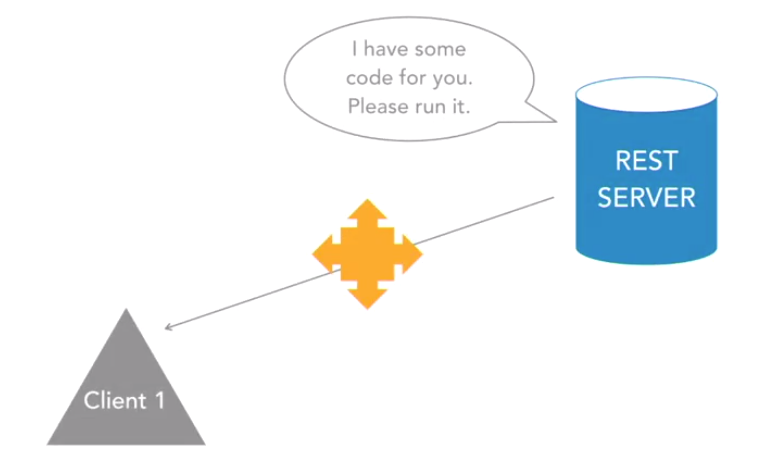 I have some
code for you.
Please run it.
REST
SERVER
Client 1